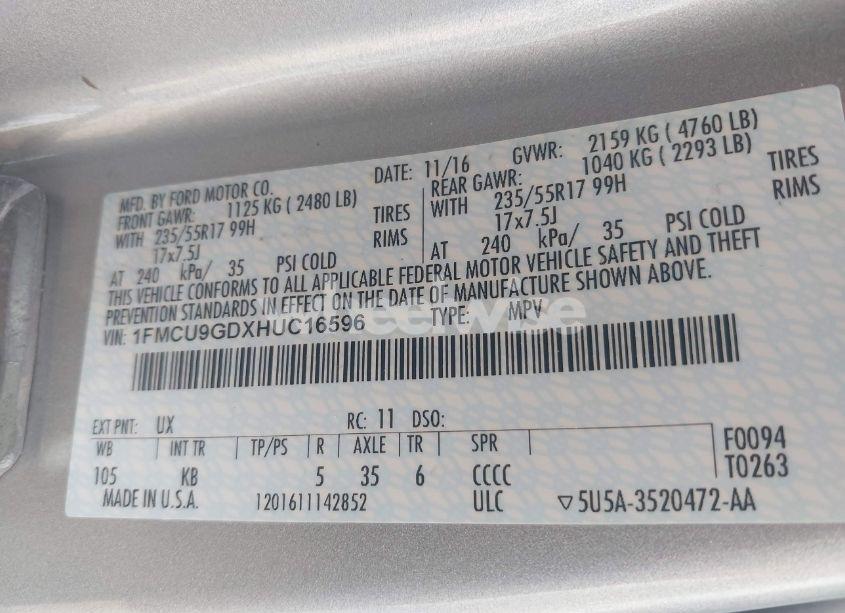 MFD. BY FORD MOTOR CO. DATE: 11/16 GVWR: 2159 KG ( 4760 LB)
FRONT GAWR: 1125 KG ( 2480 LB) REAR GAWR: 1040 KG ( 2293 LB)
WITH 235/55R17 99H TIRES WITH 235/55R17 99H TIRES
17x7.5J RIMS 17x7.5J RIMS
AT 240 kPa/ 35 PSI COLD AT 240 kPa/ 35 PSI COLD
THIS VEHICLE CONFORMS TO ALL APPLICABLE FEDERAL MOTOR VEHICLE SAFETY AND THEFT
PREVENTION STANDARDS IN EFFECT ON THE DATE OF MANUFACTURE SHOWN ABOVE.
VIN: 1FMCU9GDXHUC16596 TYPE: MPV
EXT PNT: UX RC: 11 DSO:
WB INT TR TP/PS R AXLE TR SPR F0094
105 KB 5 35 6 CCCC T0263
MADE IN U.S.A. 1201611142852 ULC ▽5U5A-3520472-AA